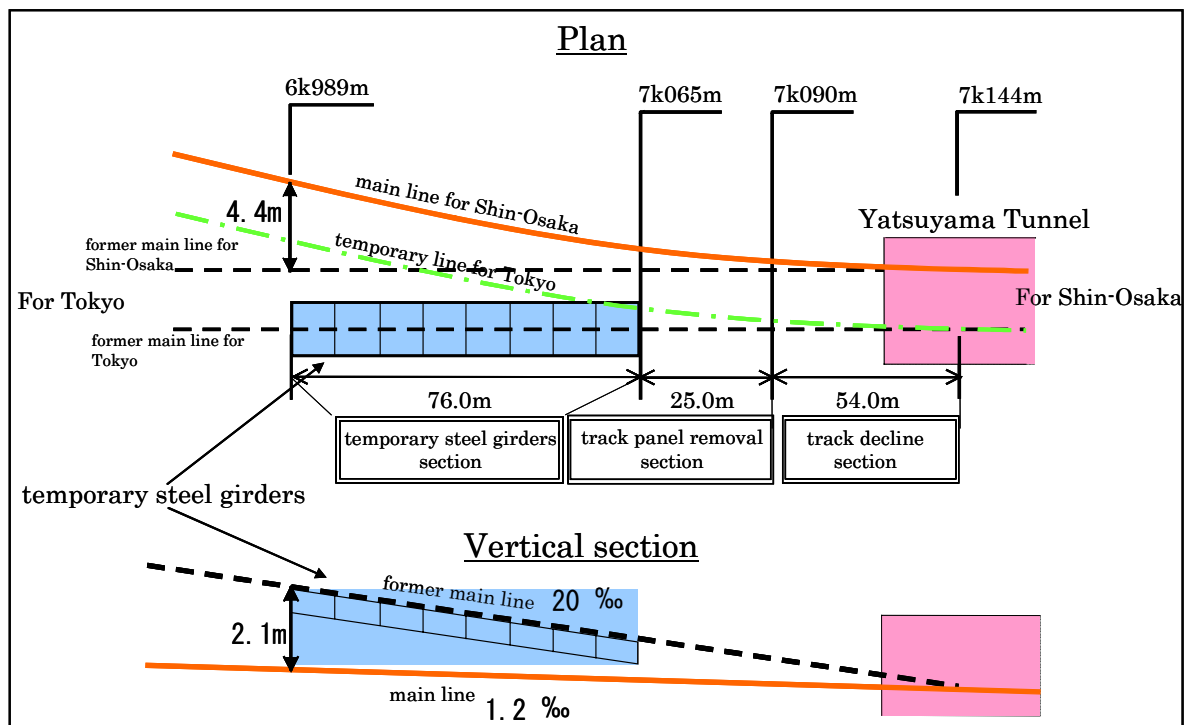 Plan
6k989m
7k065m
7k090m
7k144m
main line for Shin-Osaka
4.4m
Yatsuyama Tunnel
temporary line for Tokyo
former main line for
Shin-Osaka
For Tokyo
For Shin-Osaka
former main line for
Tokyo
76.0m
25.0m
54.0m
temporary steel girders
section
track panel removal
section
track decline
section
temporary steel girders
Vertical section
former main line 20 ‰
2.1m
main line 1.2 ‰